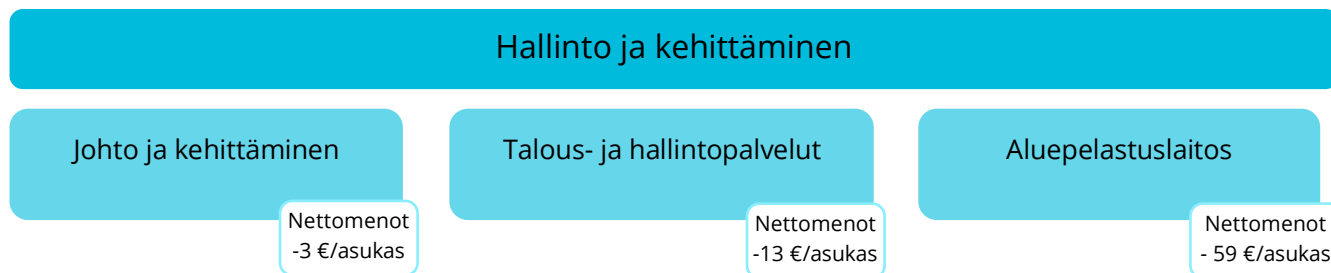 Hallinto ja kehittäminen
Johto ja kehittäminen
Talous- ja hallintopalvelut
Aluepelastuslaitos
Nettomenot
-3 €/asukas
Nettomenot
-13 €/asukas
Nettomenot
- 59 €/asukas